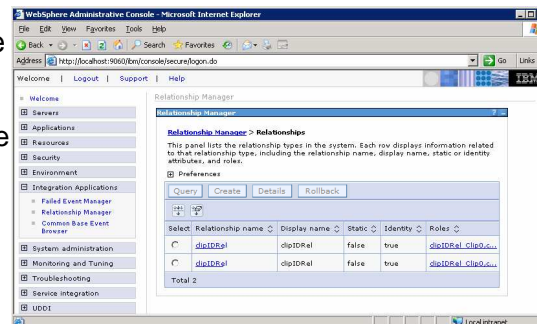 WebSphere Administrative Console - Microsoft Internet Explorer
File Edit View Favorites Tools Help
Back Search Favorites
Address http://localhost:9060/ibm/console/secure/logon.do Go Links
Welcome | Logout | Support | Help IBM
Welcome
Servers
Applications
Resources
Security
Environment
Integration Applications
Failed Event Manager
Relationship Manager
Common Base Event
Browser
System administration
Monitoring and Tuning
Troubleshooting
Service integration
UDDI
Relationship Manager
Relationship Manager ? -
Relationship Manager > Relationships
This panel lists the relationship types in the system. Each row displays information related
to that relationship type, including the relationship name, display name, static or identity
attributes, and roles.
Preferences
Query Create Details Rollback
Select Relationship name Display name Static Identity Roles
clipIDRel clipIDRel false true clipIDRel_Clip0.c...
clipIDRel clipIDRel false true clipIDRel_Clip0.c...
Total 2
Local intranet
e
e